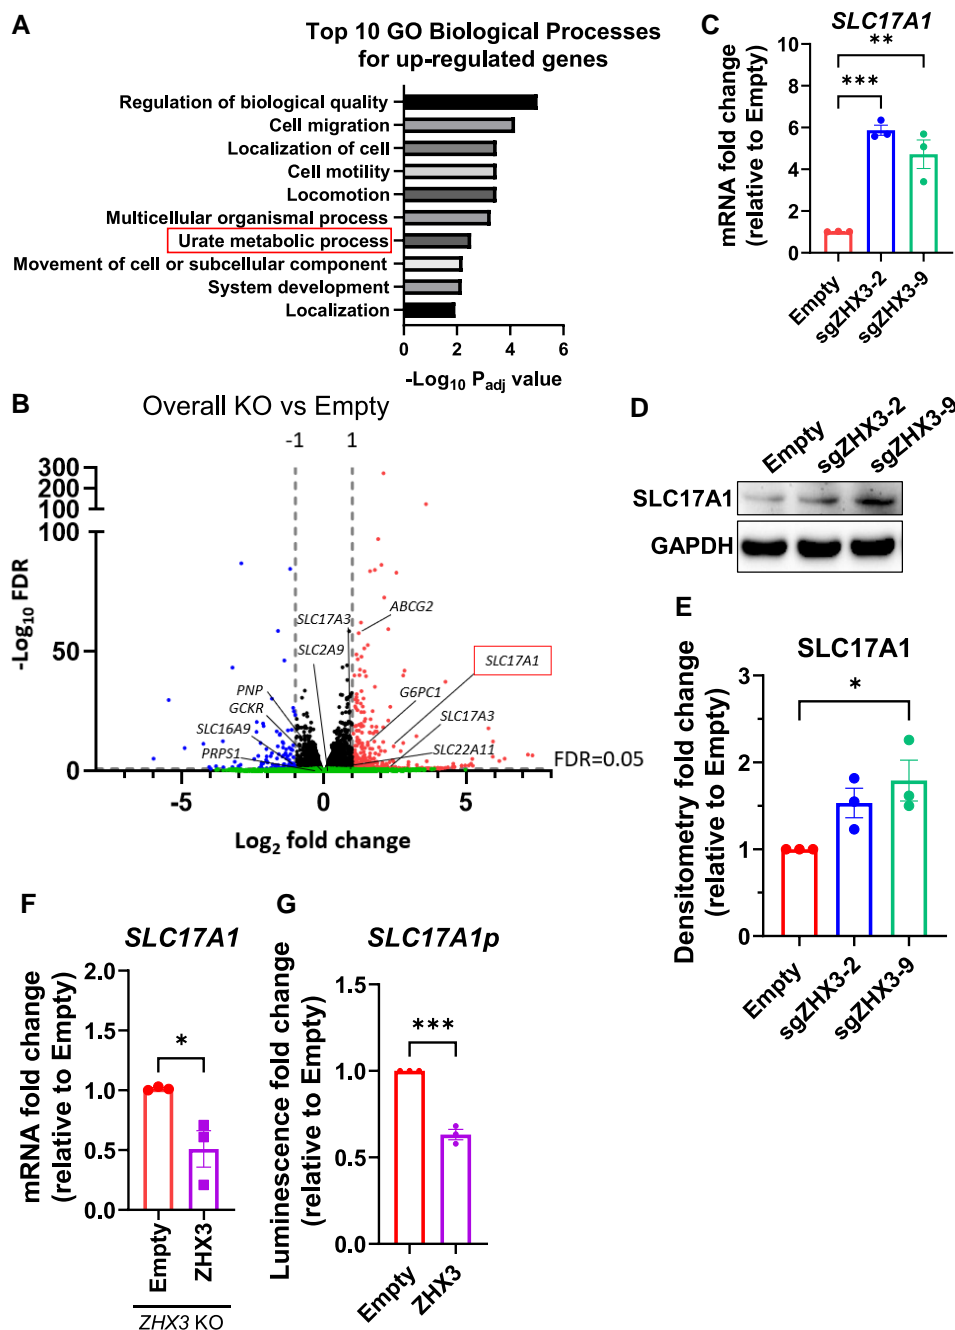 A
Top 10 GO Biological Processes
for up-regulated genes
Regulation of biological quality
Cell migration
Localization of cell
Cell motility
Locomotion
Multicellular organismal process
Urate metabolic process
Movement of cell or subcellular component
System development
Localization
0 2 4 6
-Log10 Padj value
C
SLC17A1
mRNA fold change
(relative to Empty)
10
8
6
4
2
0
**
***
Empty
sgZHX3-2
sgZHX3-9
B
Overall KO vs Empty
-1 1
-Log10 FDR
300
200
100
100
50
1
0
SLC17A3
ABCG2
SLC2A9
SLC17A1
PNP
G6PC1
GCKR
SLC17A3
SLC16A9
SLC22A11
PRPS1
FDR=0.05
-5 0 5
Log2 fold change
D
Empty
sgZHX3-2
sgZHX3-9
SLC17A1
GAPDH
E
SLC17A1
Densitometry fold change
(relative to Empty)
3
2
1
0
*
Empty
sgZHX3-2
sgZHX3-9
F
SLC17A1
mRNA fold change
(relative to Empty)
2.0
1.5
1.0
0.5
0.0
*
Empty
ZHX3
ZHX3 KO
G
SLC17A1p
Luminescence fold change
(relative to Empty)
1.5
1.0
0.5
0.0
***
Empty
ZHX3